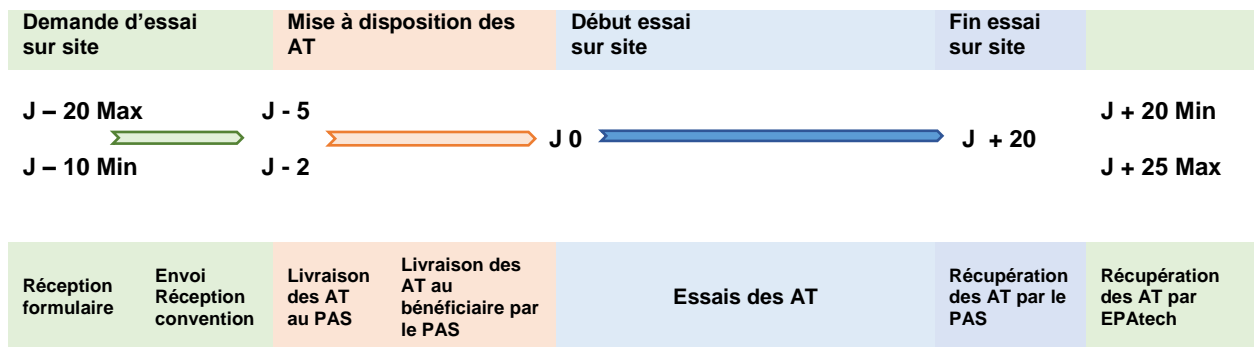 Demande d'essai
sur site
Mise à disposition des
AT
Début essai
sur site
Fin essai
sur site
J – 20 Max
J – 10 Min
J - 5
J - 2
J 0
J + 20
J + 20 Min
J + 25 Max
Réception
formulaire
Envoi
Réception
convention
Livraison
des AT
au PAS
Livraison des
AT au
bénéficiaire par
le PAS
Essais des AT
Récupération
des AT par le
PAS
Récupération
des AT par
EPAtech